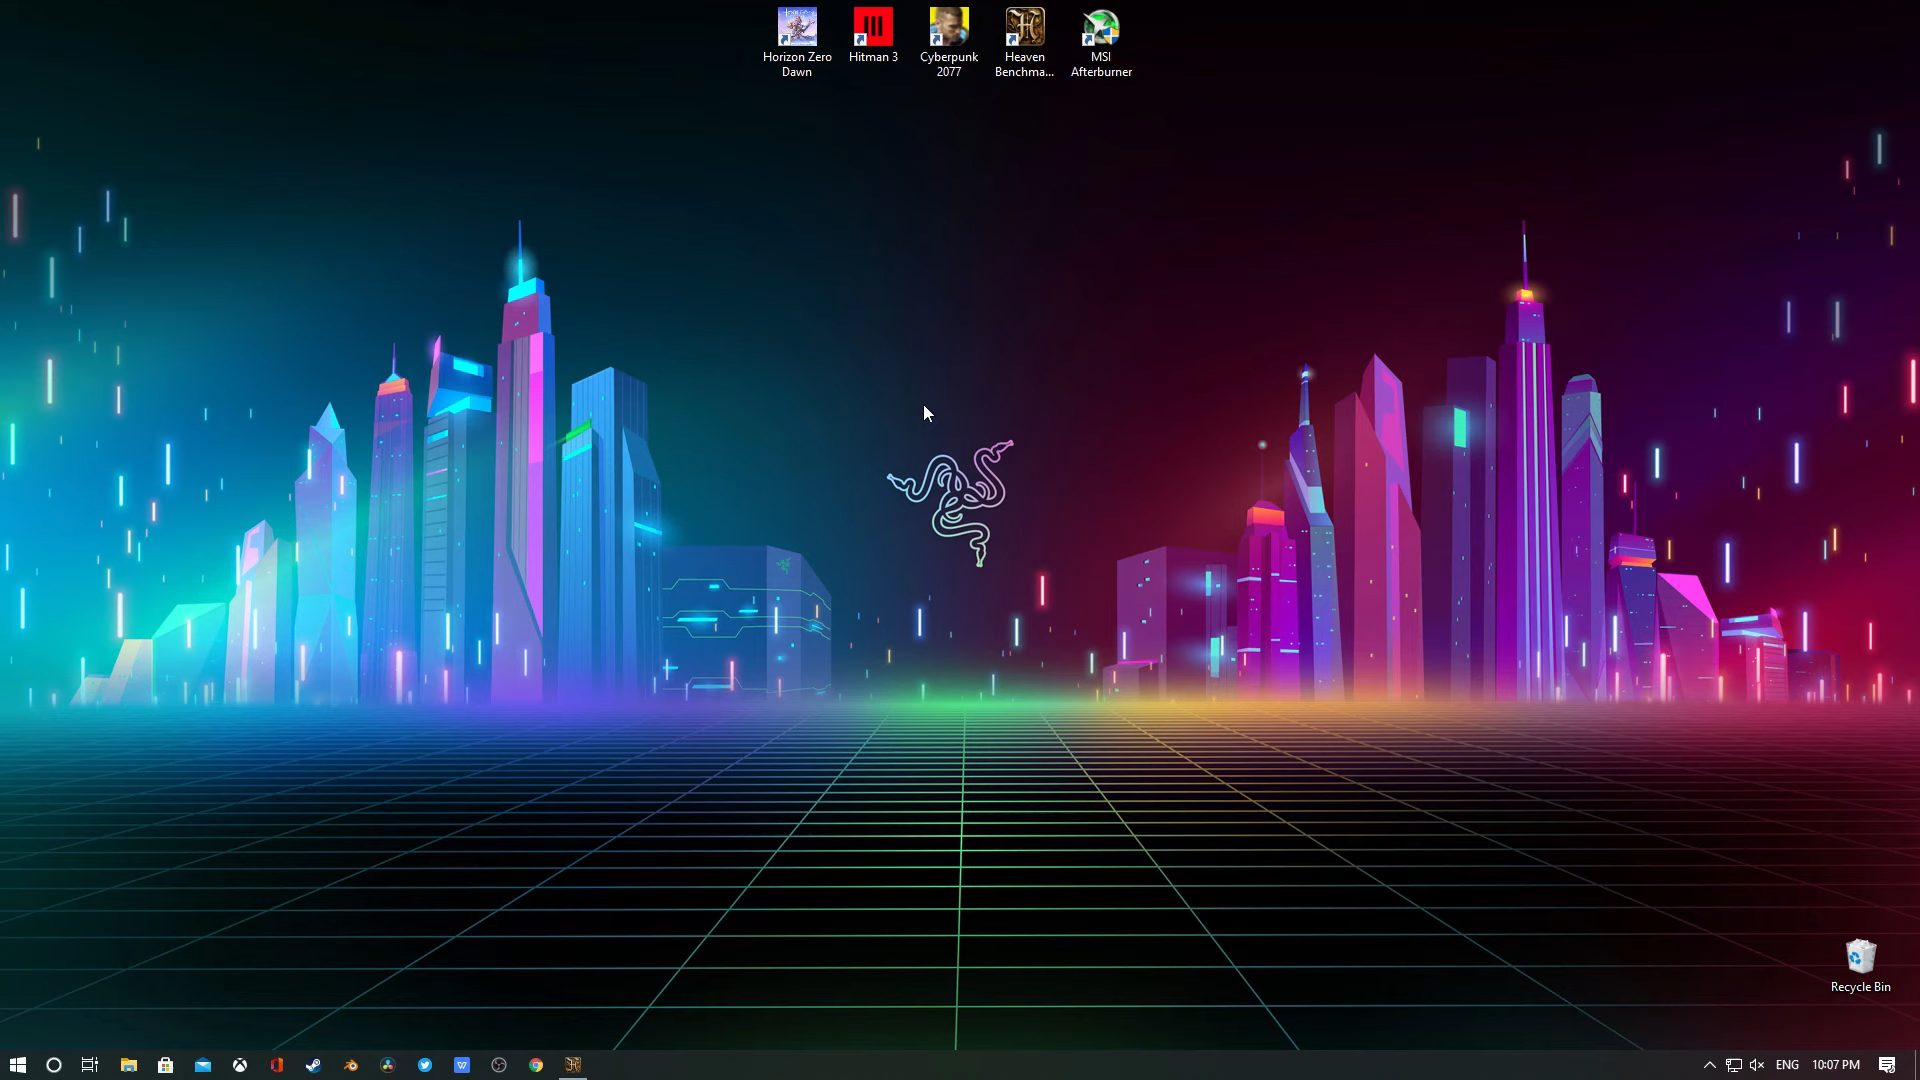 Horizon Zero
Dawn
Hitman 3
Cyberpunk
2077
Heaven
Benchma...
MSI
Afterburner
Recycle Bin
ENG
10:07 PM